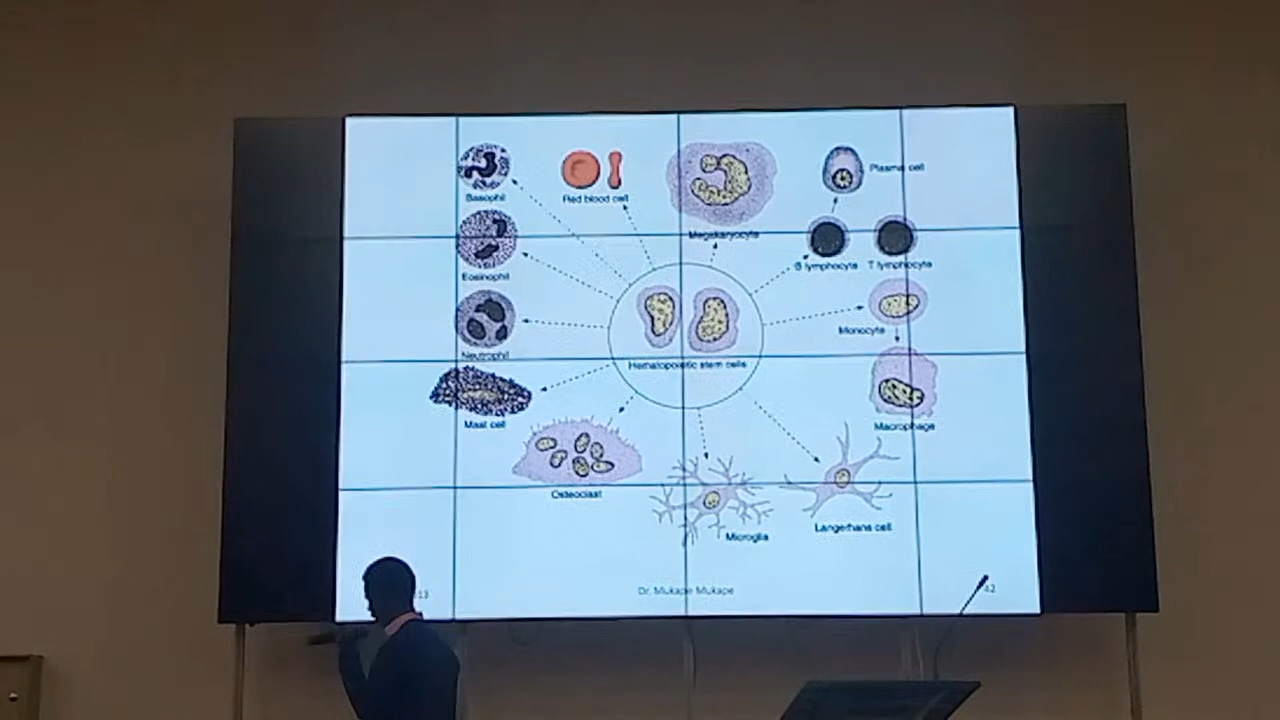 Basophil
Red blood cell
Megakaryocyte
Plasma cell
Eosinophil
B lymphocyte
T lymphocyte
Neutrophil
Monocyte
Hematopoietic stem cells
Mast cell
Macrophage
Osteoclast
Microglia
Langerhans cell
Dr. Mukape Mukape
42